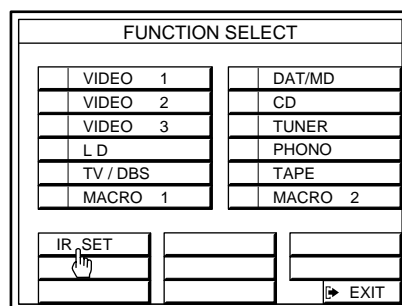 FUNCTION SELECT
VIDEO 1
VIDEO 2
VIDEO 3
L D
TV / DBS
MACRO 1
DAT/MD
CD
TUNER
PHONO
TAPE
MACRO 2
IR SET
EXIT